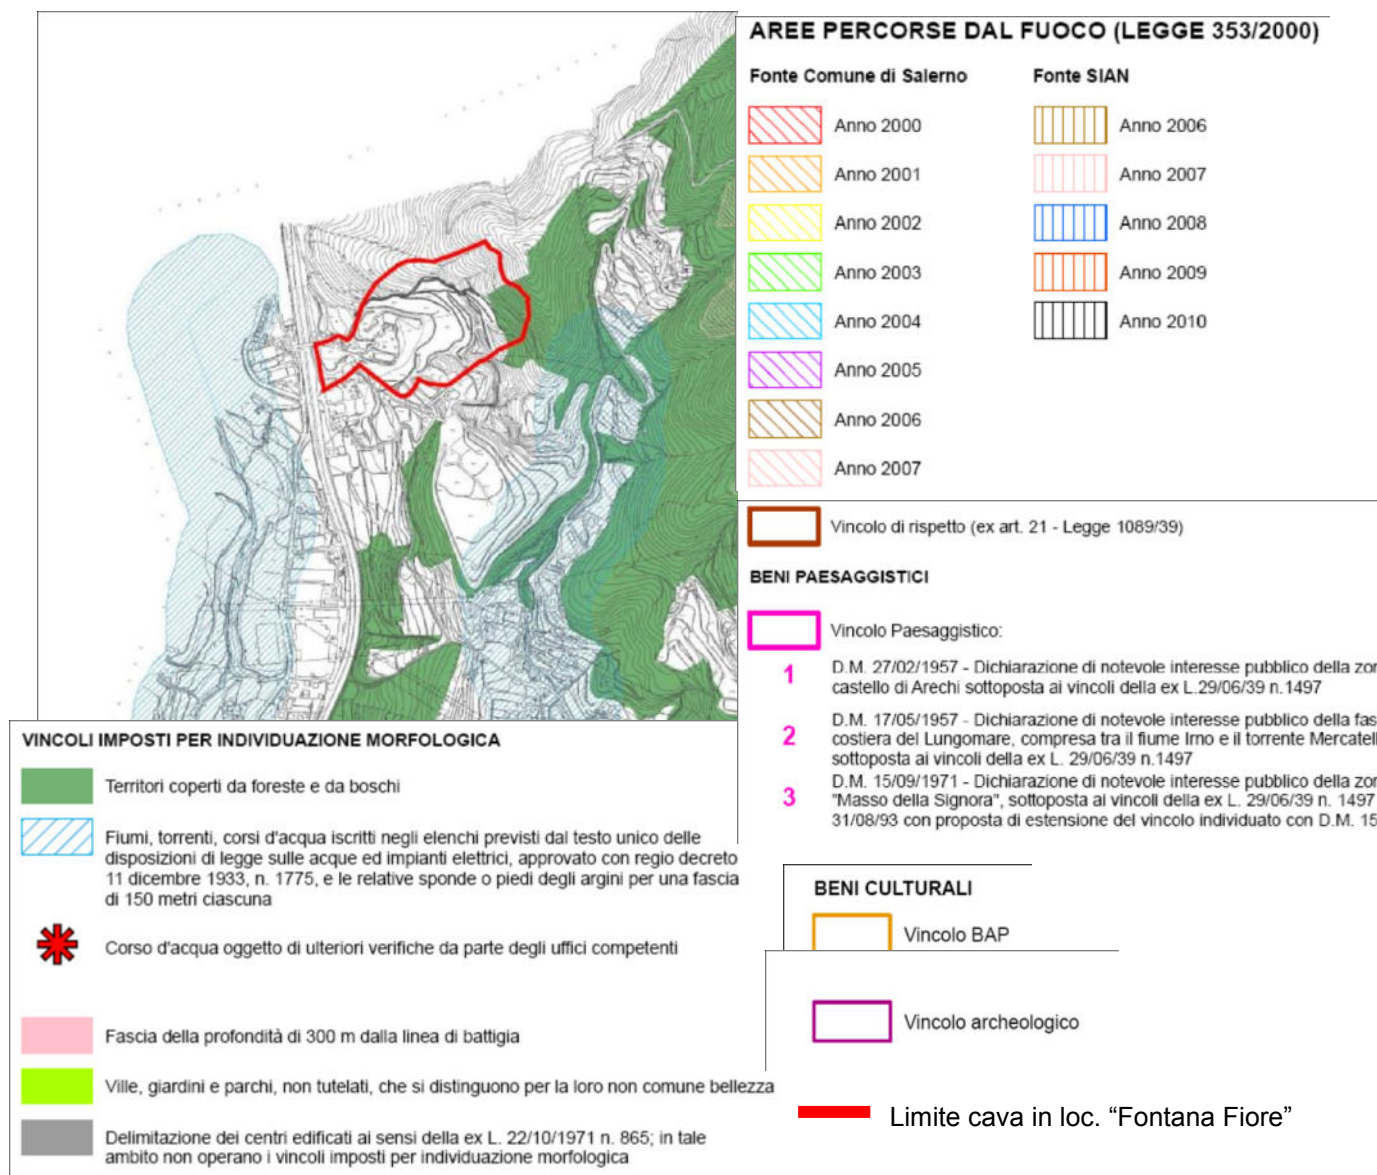 AREE PERCORSE DAL FUOCO (LEGGE 353/2000)
Fonte Comune di Salerno
Anno 2000
Anno 2001
Anno 2002
Anno 2003
Anno 2004
Anno 2005
Anno 2006
Anno 2007
Fonte SIAN
Anno 2006
Anno 2007
Anno 2008
Anno 2009
Anno 2010
Vincolo di rispetto (ex art. 21 - Legge 1089/39)
BENI PAESAGGISTICI
Vincolo Paesaggistico:
1 D.M. 27/02/1957 - Dichiarazione di notevole interesse pubblico della zon
castello di Arechi sottoposta ai vincoli della ex L.29/06/39 n.1497
2 D.M. 17/05/1957 - Dichiarazione di notevole interesse pubblico della fas
costiera del Lungomare, compresa tra il fiume Irno e il torrente Mercatell
sottoposta ai vincoli della ex L. 29/06/39 n.1497
3 D.M. 15/09/1971 - Dichiarazione di notevole interesse pubblico della zon
"Masso della Signora", sottoposta ai vincoli della ex L. 29/06/39 n. 1497
31/08/93 con proposta di estensione del vincolo individuato con D.M. 15
VINCOLI IMPOSTI PER INDIVIDUAZIONE MORFOLOGICA
Territori coperti da foreste e da boschi
Fiumi, torrenti, corsi d'acqua iscritti negli elenchi previsti dal testo unico delle
disposizioni di legge sulle acque ed impianti elettrici, approvato con regio decreto
11 dicembre 1933, n. 1775, e le relative sponde o piedi degli argini per una fascia
di 150 metri ciascuna
Corso d'acqua oggetto di ulteriori verifiche da parte degli uffici competenti
Fascia della profondità di 300 m dalla linea di battigia
Ville, giardini e parchi, non tutelati, che si distinguono per la loro non comune bellezza
Delimitazione dei centri edificati ai sensi della ex L. 22/10/1971 n. 865; in tale
ambito non operano i vincoli imposti per individuazione morfologica
BENI CULTURALI
Vincolo BAP
Vincolo archeologico
Limite cava in loc. “Fontana Fiore”